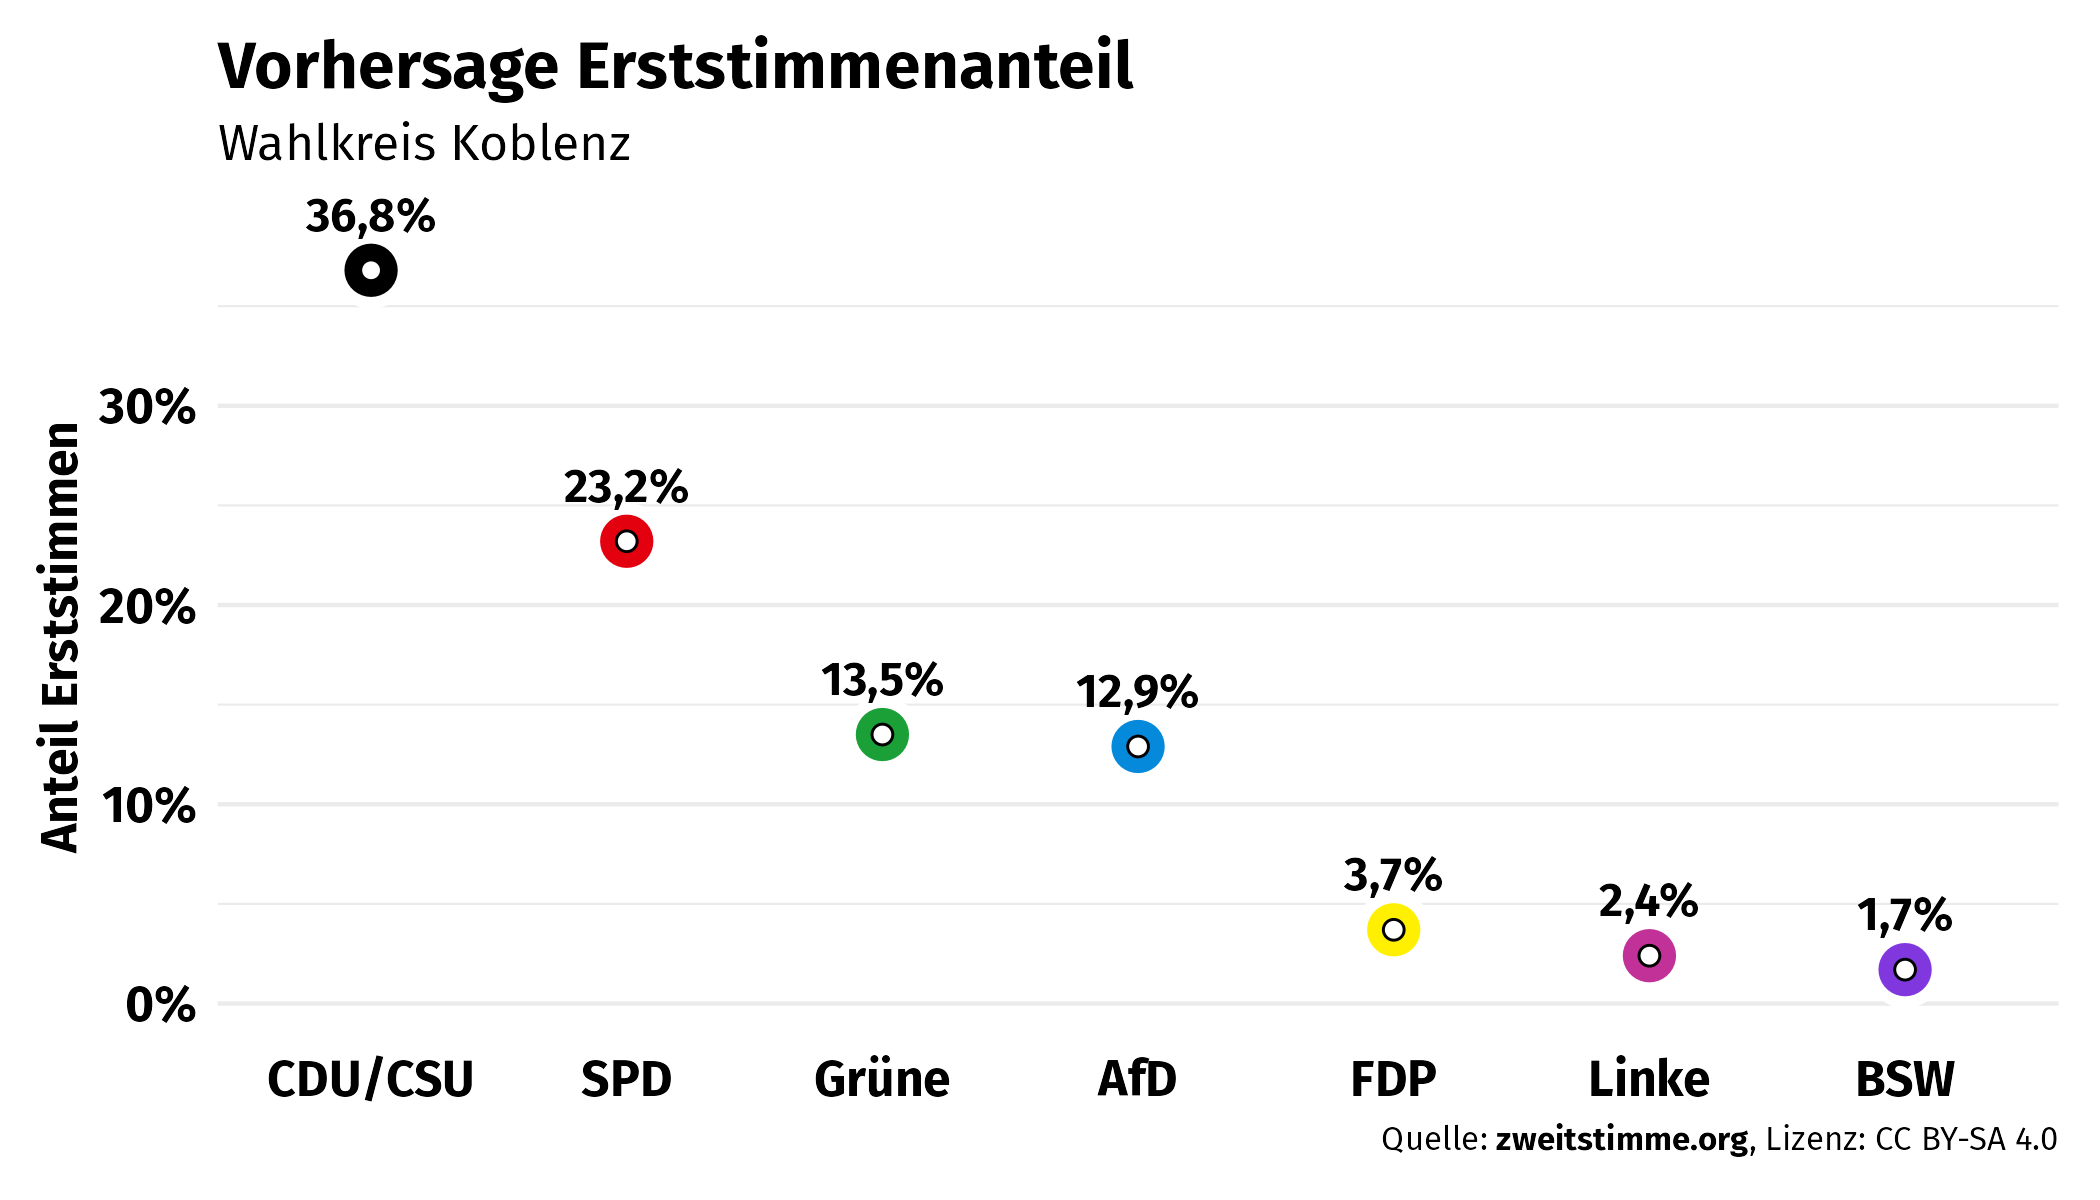 Vorhersage Erststimmenanteil
Wahlkreis Koblenz
Anteil Erststimmen
30%
20%
10%
0%
36,8%
23,2%
13,5%
12,9%
3,7%
2,4%
1,7%
CDU/CSU SPD Grüne AfD FDP Linke BSW
Quelle: zweitstimme.org, Lizenz: CC BY-SA 4.0